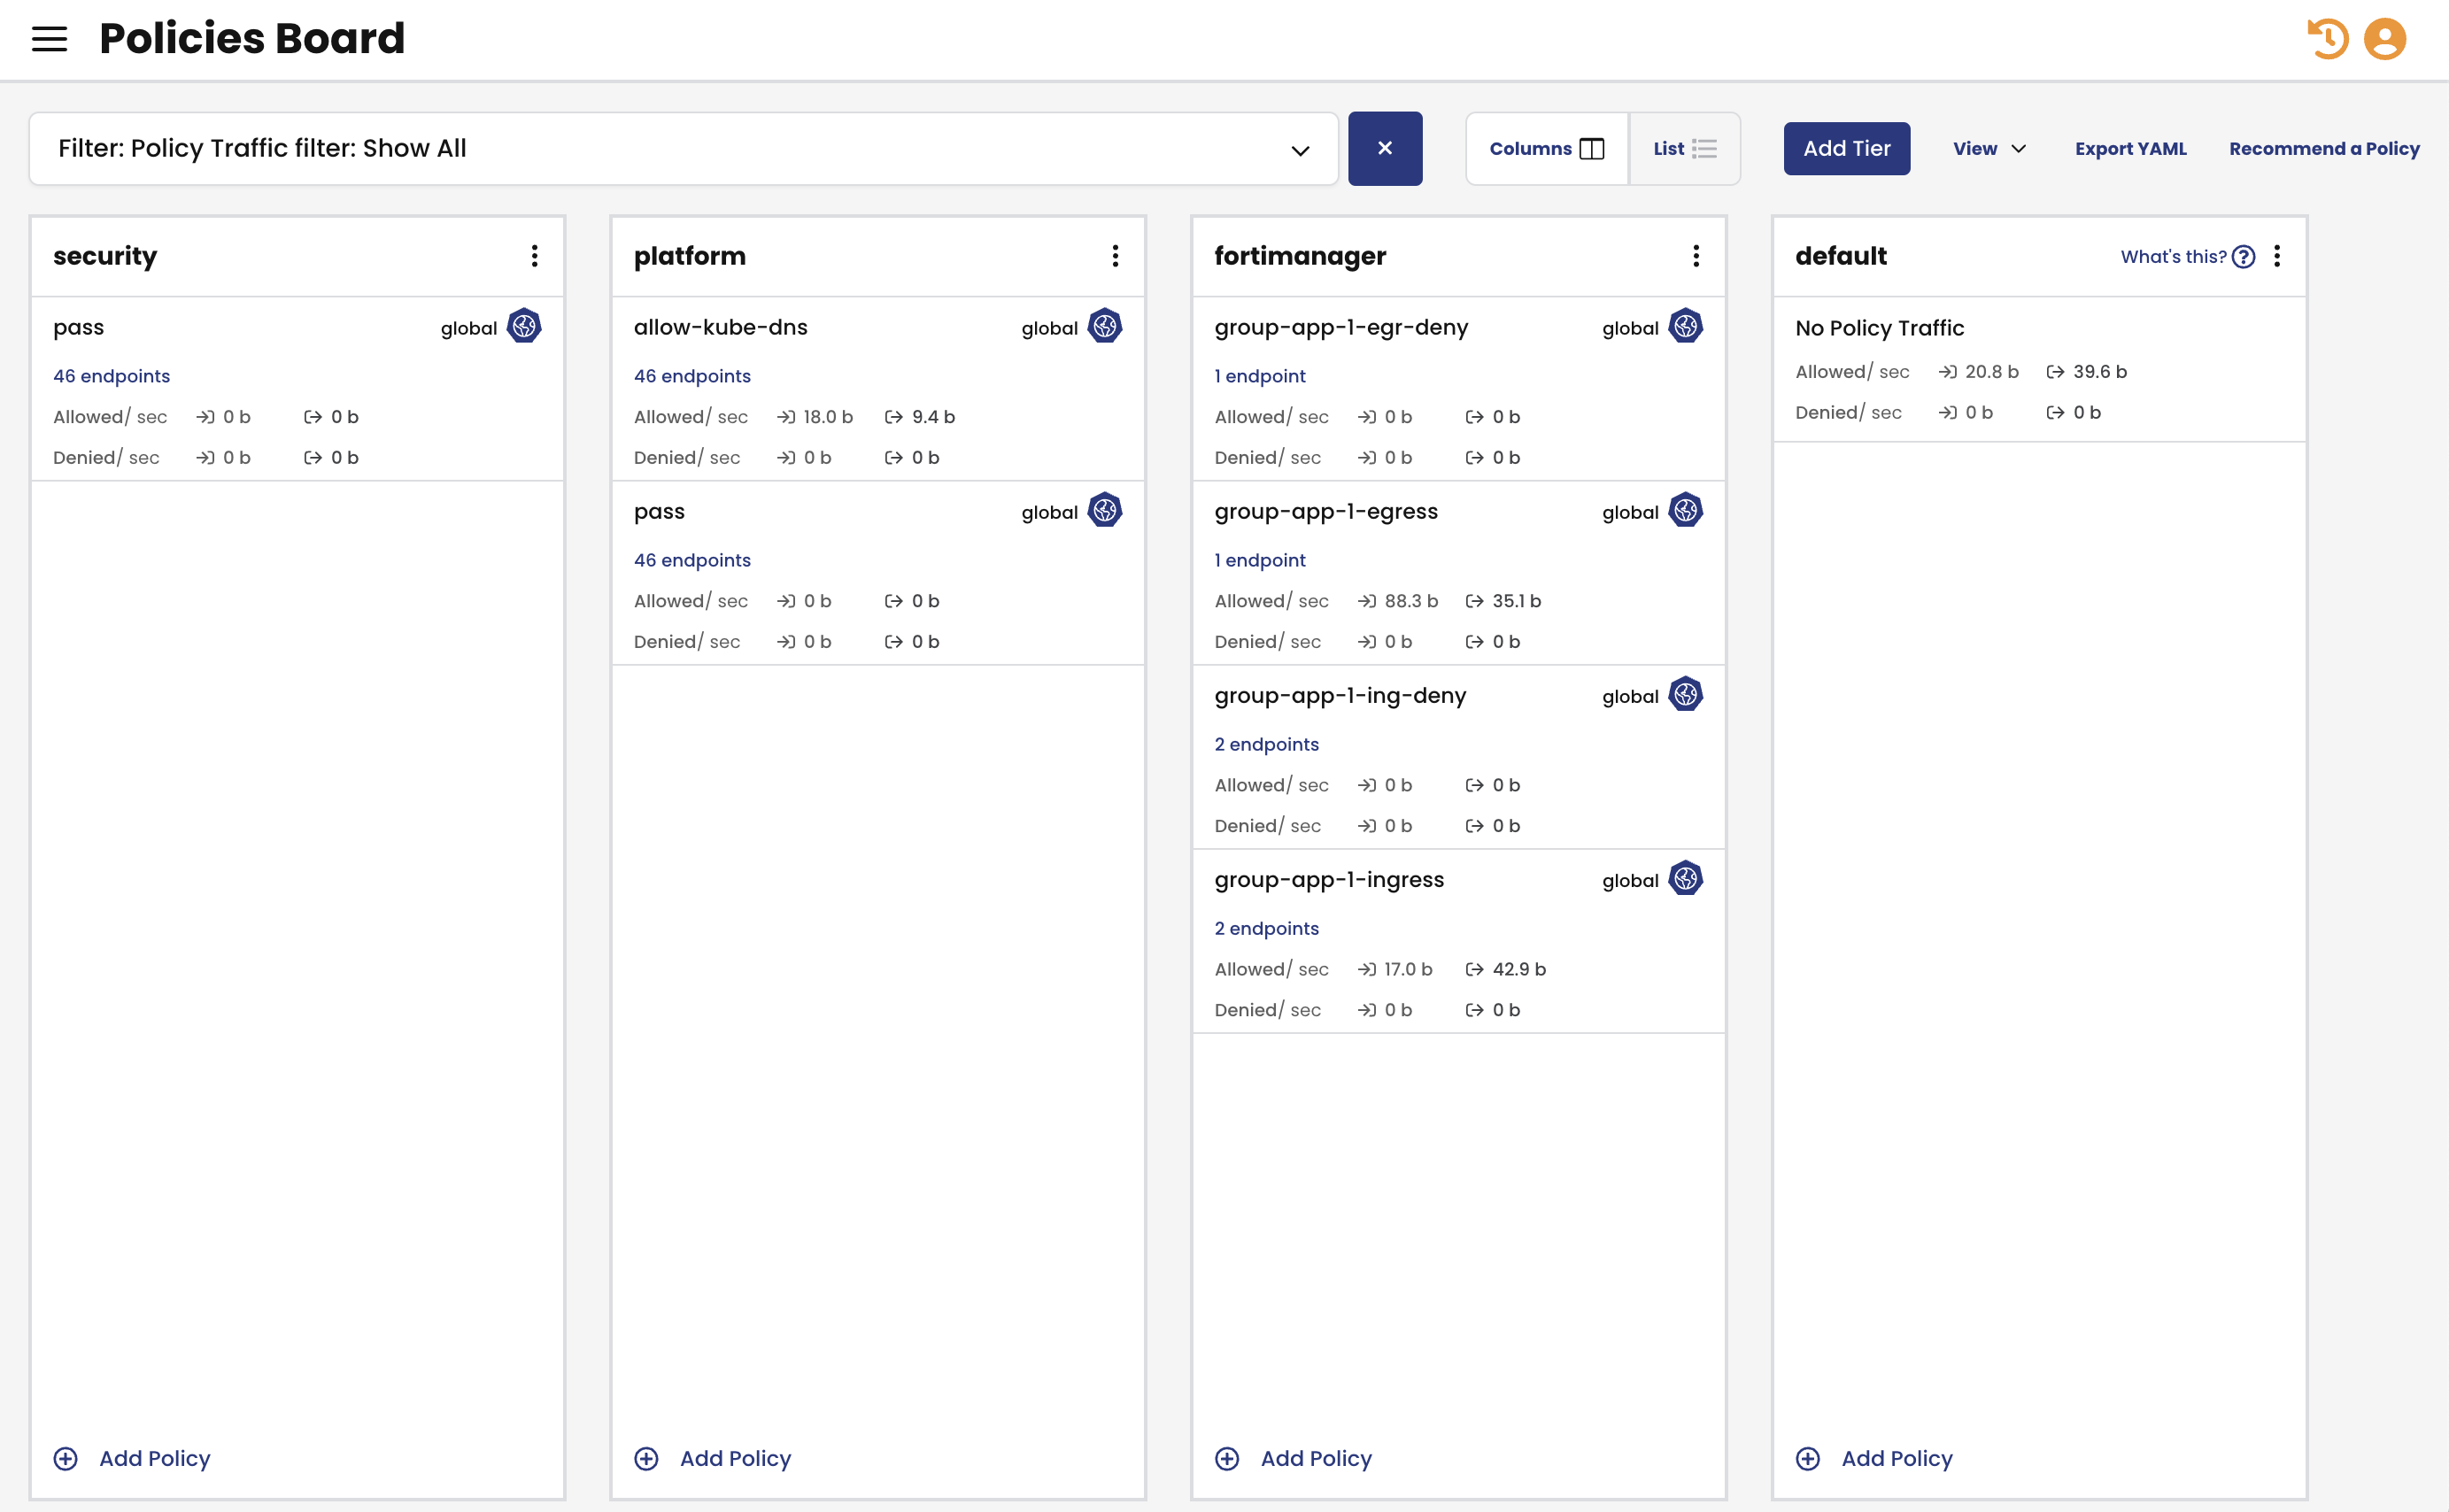 Policies Board
Filter: Policy Traffic filter: Show All
Columns
List
Add Tier
View
Export YAML
Recommend a Policy
security
pass
global
46 endpoints
Allowed/ sec 0 b 0 b
Denied/ sec 0 b 0 b
Add Policy
platform
allow-kube-dns
global
46 endpoints
Allowed/ sec 18.0 b 9.4 b
Denied/ sec 0 b 0 b
pass
global
46 endpoints
Allowed/ sec 0 b 0 b
Denied/ sec 0 b 0 b
Add Policy
fortimanager
group-app-1-egr-deny
global
1 endpoint
Allowed/ sec 0 b 0 b
Denied/ sec 0 b 0 b
group-app-1-egress
global
1 endpoint
Allowed/ sec 88.3 b 35.1 b
Denied/ sec 0 b 0 b
group-app-1-ing-deny
global
2 endpoints
Allowed/ sec 0 b 0 b
Denied/ sec 0 b 0 b
group-app-1-ingress
global
2 endpoints
Allowed/ sec 17.0 b 42.9 b
Denied/ sec 0 b 0 b
Add Policy
default
What's this? ?
No Policy Traffic
Allowed/ sec 20.8 b 39.6 b
Denied/ sec 0 b 0 b
Add Policy